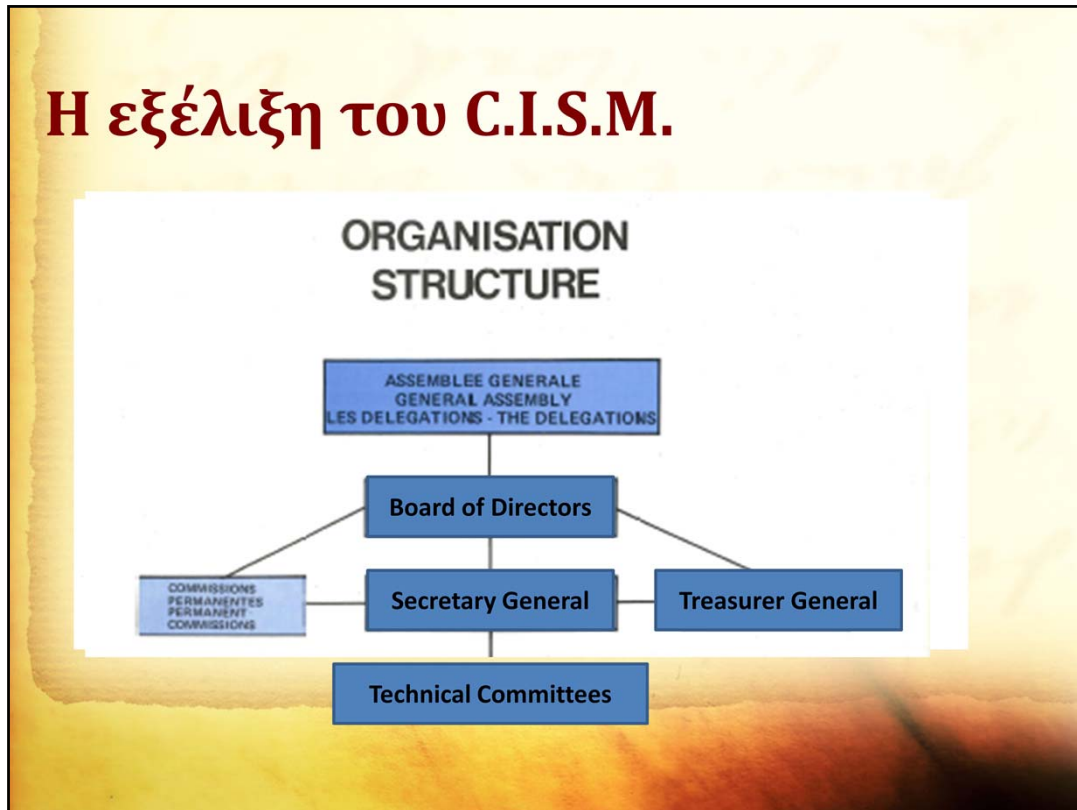 Η εξέλιξη του C.I.S.M.
ORGANISATION
STRUCTURE
ASSEMBLEE GENERALE
GENERAL ASSEMBLY
LES DELEGATIONS - THE DELEGATIONS
Board of Directors
COMMISSIONS
PERMANENTES
PERMANENT
COMMISSIONS
Secretary General
Treasurer General
Technical Committees